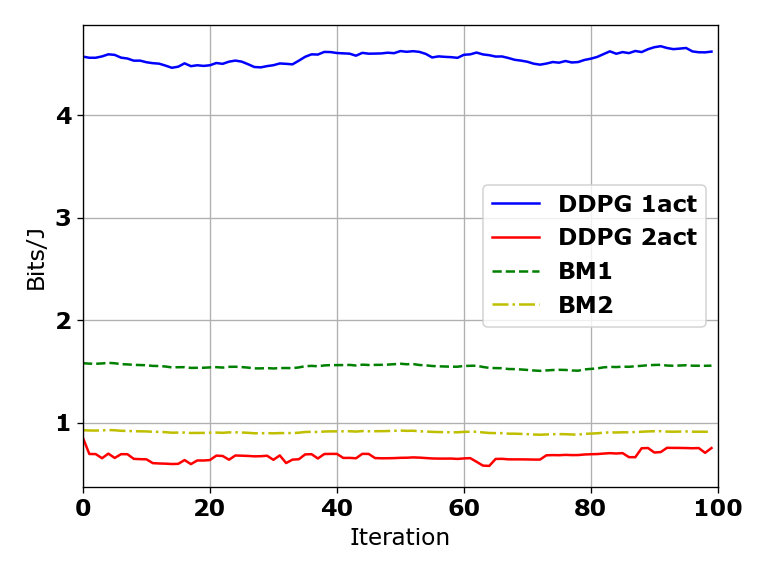 4
3
2
1
Bits/J
DDPG 1act
DDPG 2act
BM1
BM2
0 20 40 60 80 100
Iteration